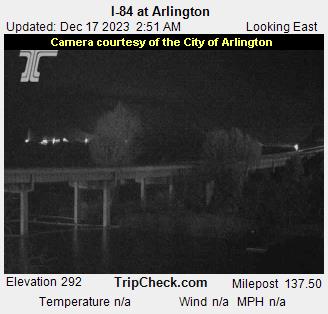 I-84 at Arlington
Updated: Dec 17 2023 2:51 AM Looking East
Camera courtesy of the City of Arlington
Elevation 292 TripCheck.com Milepost 137.50
Temperature n/a Wind n/a MPH n/a